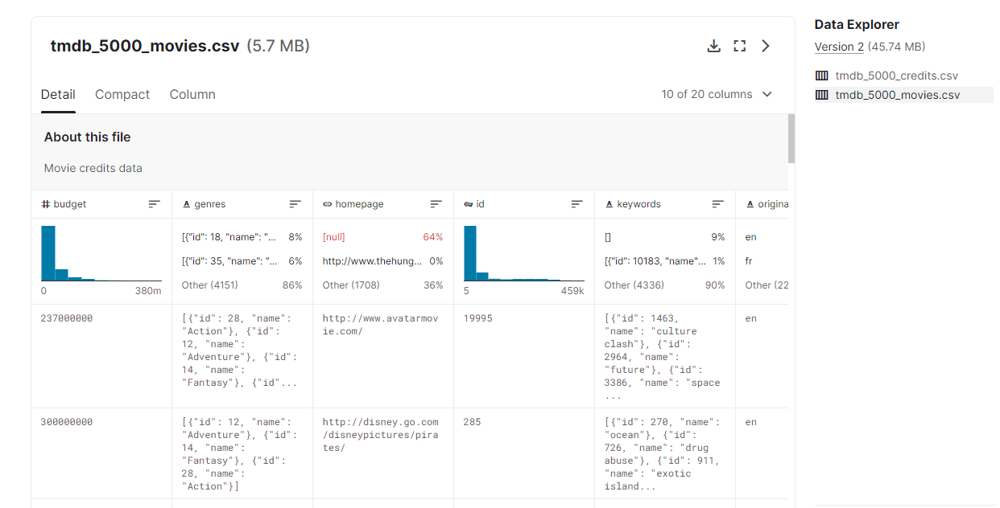 tmdb_5000_movies.csv (5.7 MB)
Detail Compact Column 10 of 20 columns
About this file
Movie credits data
budget genres homepage id keywords origina
[{"id": 18, "name": "... 8% [null] 64% [] 9% en
[{"id": 35, "name": "... 6% http://www.thehung... 0% [{"id": 10183, "name"... 1% fr
Other (4151) 86% Other (1708) 36% Other (4336) 90% Other (22
0 380m 5 459k
237000000 [{"id": 28, "name": http://www.avatarmov 19995 [{"id": 1463, en
"Action"}, {"id": ie.com/ "name": "culture
12, "name": clash"}, {"id":
"Adventure"}, {"id": 2964, "name":
14, "name": "future"}, {"id":
"Fantasy"}, {"id"... 3386, "name": "space
...
300000000 [{"id": 12, "name": http://disney.go.com 285 [{"id": 270, "name": en
"Adventure"}, {"id": /disneypictures/pira "ocean"}, {"id":
14, "name": tes/ 726, "name": "drug
"Fantasy"}, {"id": abuse"}, {"id": 911,
28, "name": "name": "exotic
"Action"}] island...
Data Explorer
Version 2 (45.74 MB)
tmdb_5000_credits.csv
tmdb_5000_movies.csv